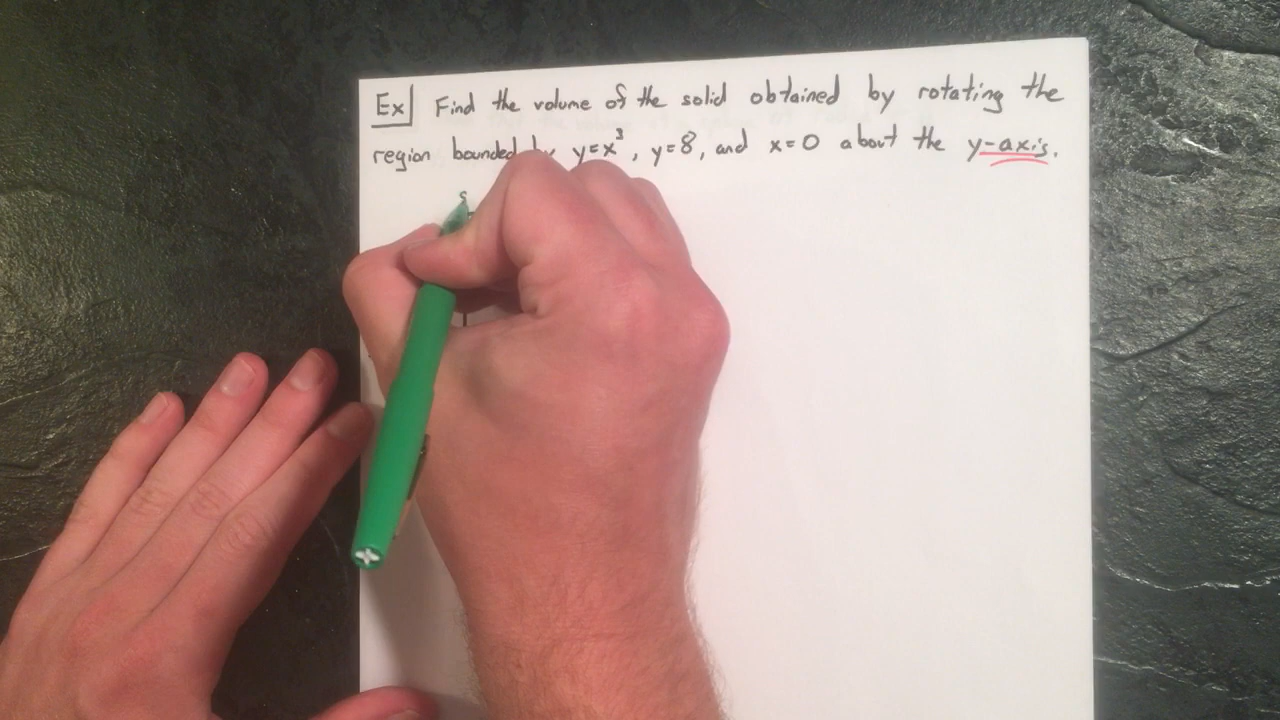 Ex Find the volume of the solid obtained by rotating the
region bounded by y=x³, y=8, and x=0 about the y-axis.